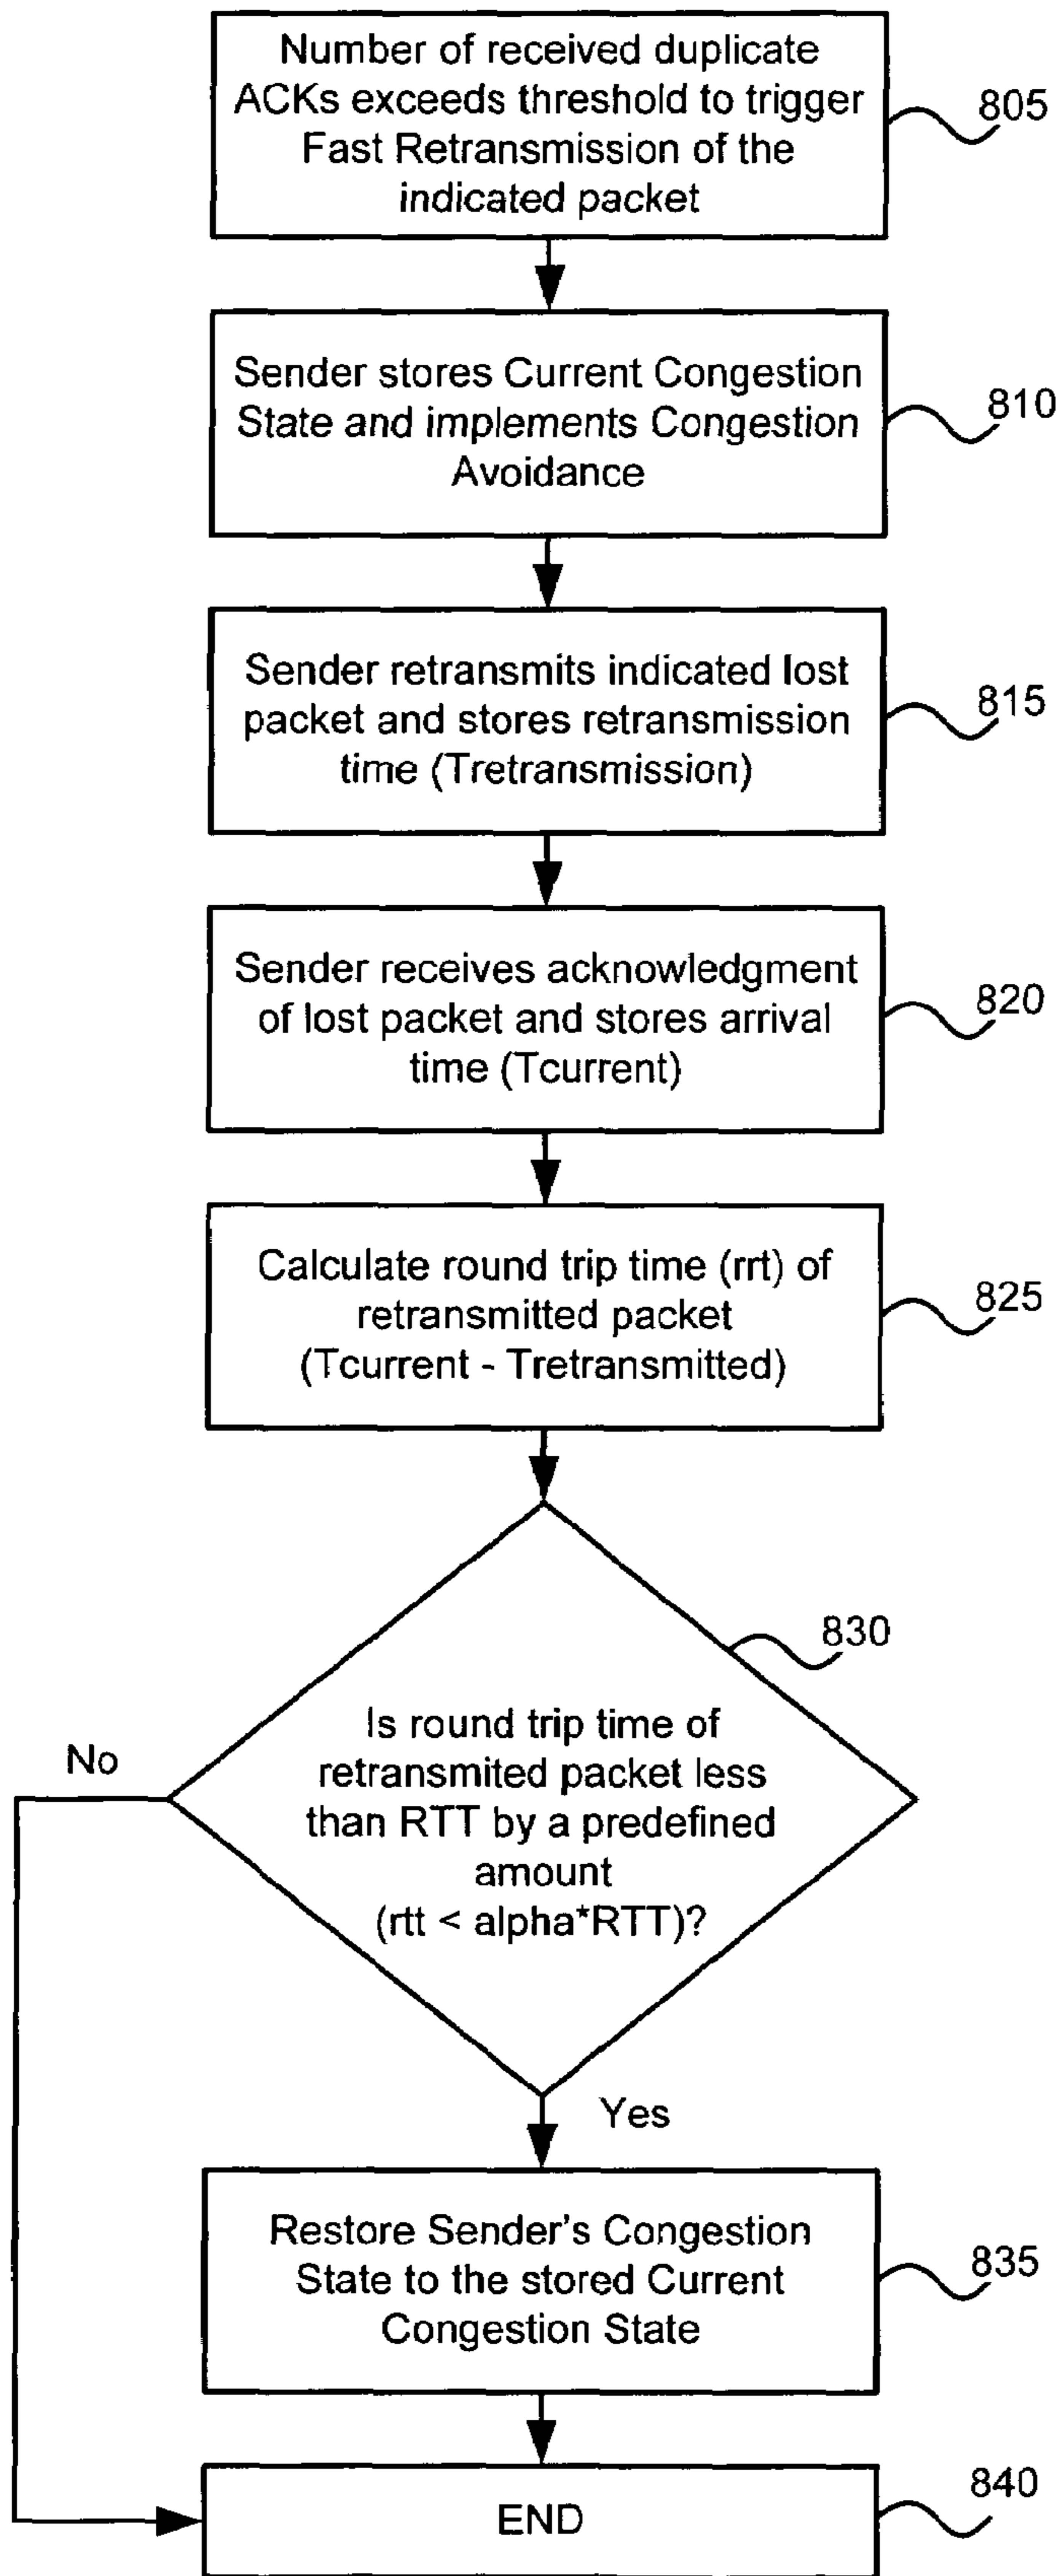 Number of received duplicate
ACKs exceeds threshold to trigger
Fast Retransmission of the
indicated packet
805
Sender stores Current Congestion
State and implements Congestion
Avoidance
810
Sender retransmits indicated lost
packet and stores retransmission
time (Tretransmission)
815
Sender receives acknowledgment
of lost packet and stores arrival
time (Tcurrent)
820
Calculate round trip time (rrt) of
retransmitted packet
(Tcurrent - Tretransmitted)
825
830
Is round trip time of
retransmited packet less
than RTT by a predefined
amount
(rtt < alpha*RTT)?
No
Yes
Restore Sender's Congestion
State to the stored Current
Congestion State
835
END
840